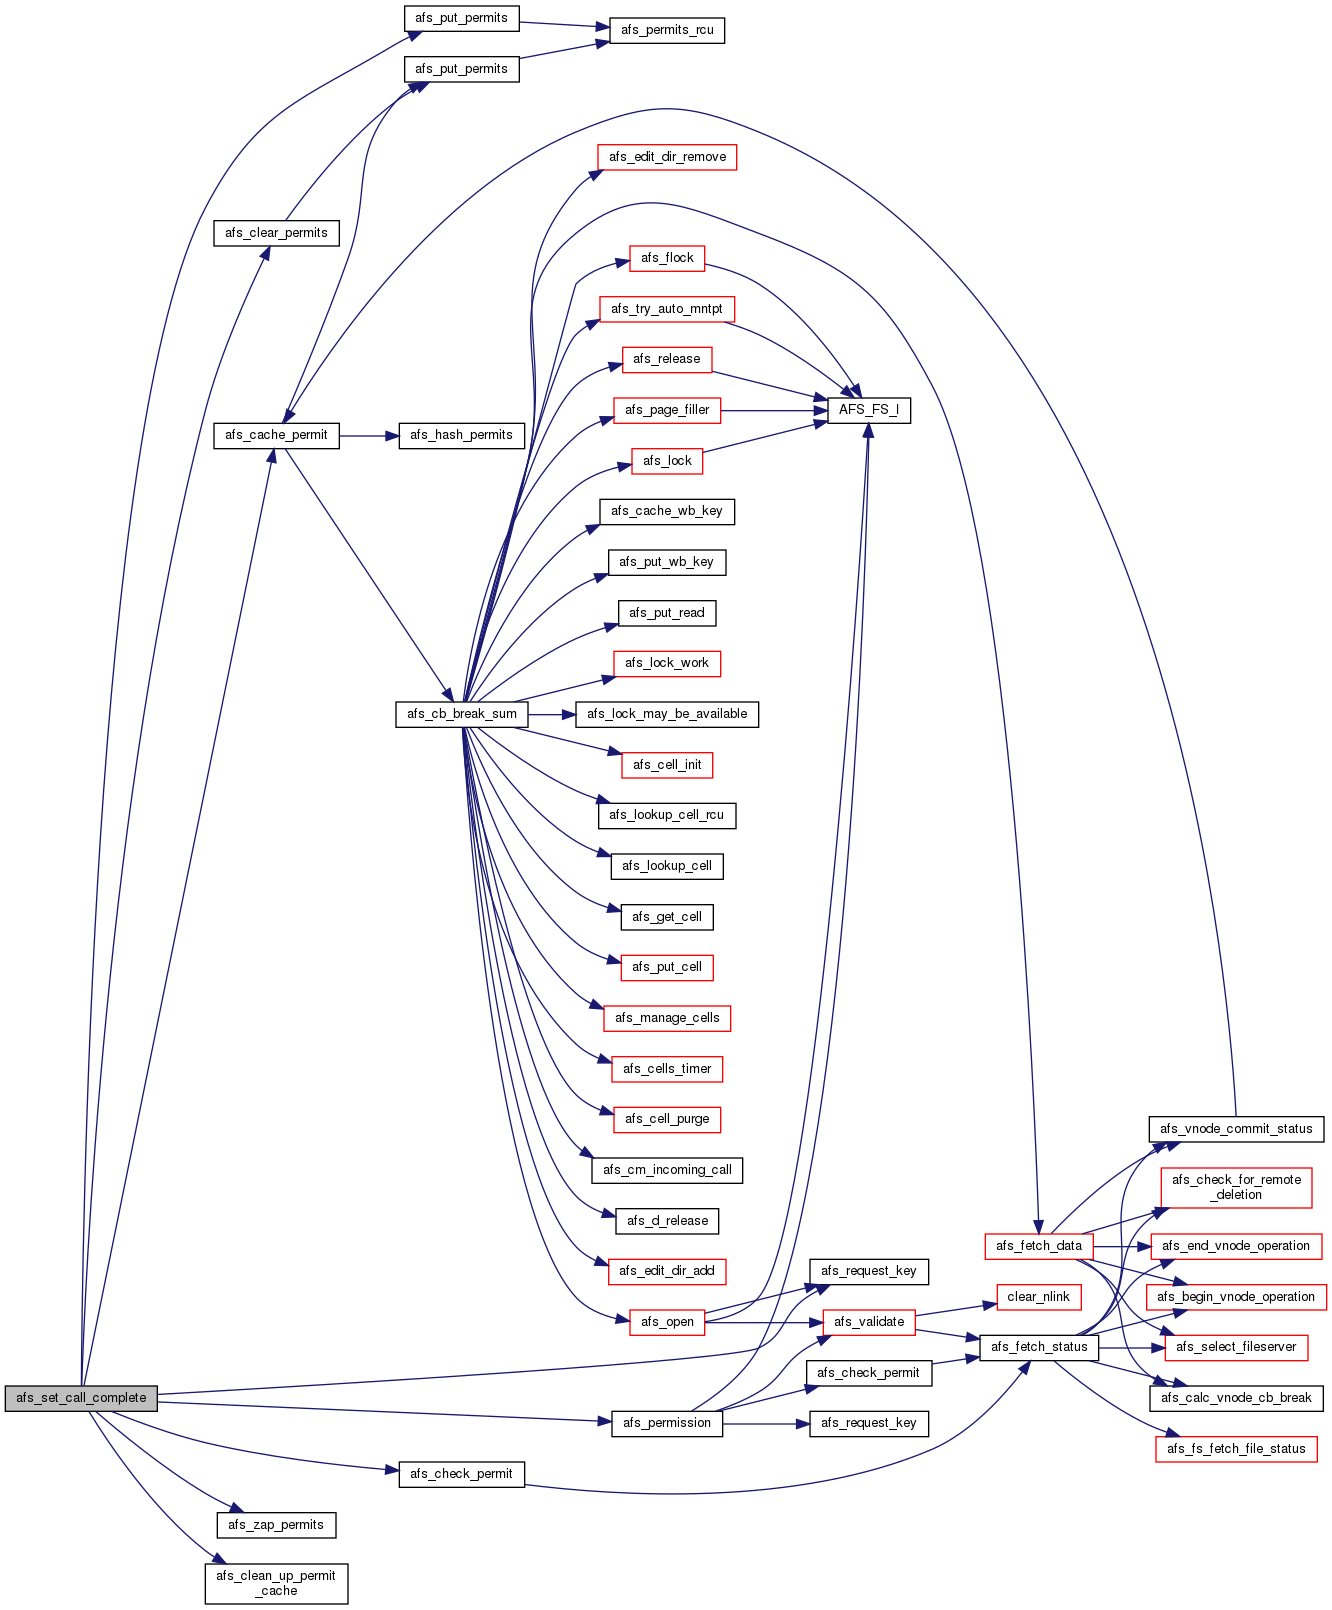 afs_put_permits
afs_permits_rcu
afs_put_permits
afs_edit_dir_remove
afs_clear_permits
afs_flock
afs_try_auto_mntpt
afs_release
afs_page_filler
AFS_FS_I
afs_cache_permit
afs_hash_permits
afs_lock
afs_cache_wb_key
afs_put_wb_key
afs_put_read
afs_lock_work
afs_cb_break_sum
afs_lock_may_be_available
afs_cell_init
afs_lookup_cell_rcu
afs_lookup_cell
afs_get_cell
afs_put_cell
afs_manage_cells
afs_cells_timer
afs_cell_purge
afs_vnode_commit_status
afs_cm_incoming_call
afs_check_for_remote
_deletion
afs_d_release
afs_fetch_data
afs_end_vnode_operation
afs_edit_dir_add
afs_request_key
clear_nlink
afs_begin_vnode_operation
afs_open
afs_validate
afs_fetch_status
afs_select_fileserver
afs_check_permit
afs_set_call_complete
afs_calc_vnode_cb_break
afs_permission
afs_request_key
afs_fs_fetch_file_status
afs_check_permit
afs_zap_permits
afs_clean_up_permit
_cache